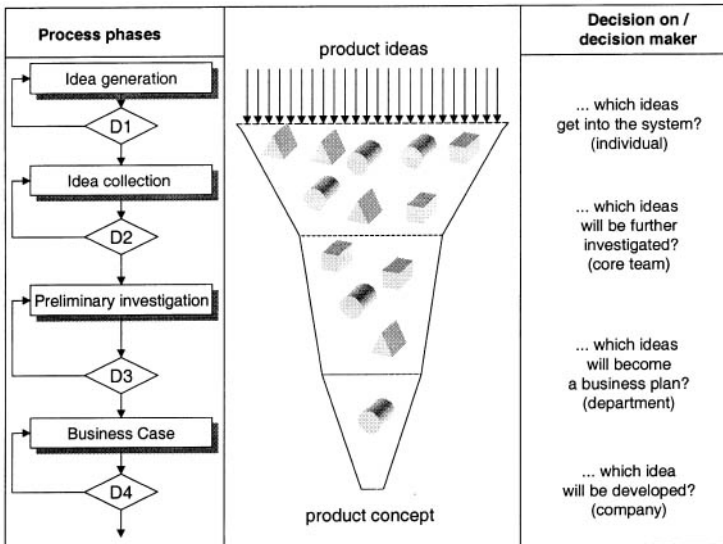 Process phases
Idea generation
D1
Idea collection
D2
Preliminary investigation
D3
Business Case
D4
product ideas
product concept
Decision on /
decision maker
... which ideas
get into the system?
(individual)
... which ideas
will be further
investigated?
(core team)
... which ideas
will become
a business plan?
(department)
... which idea
will be developed?
(company)